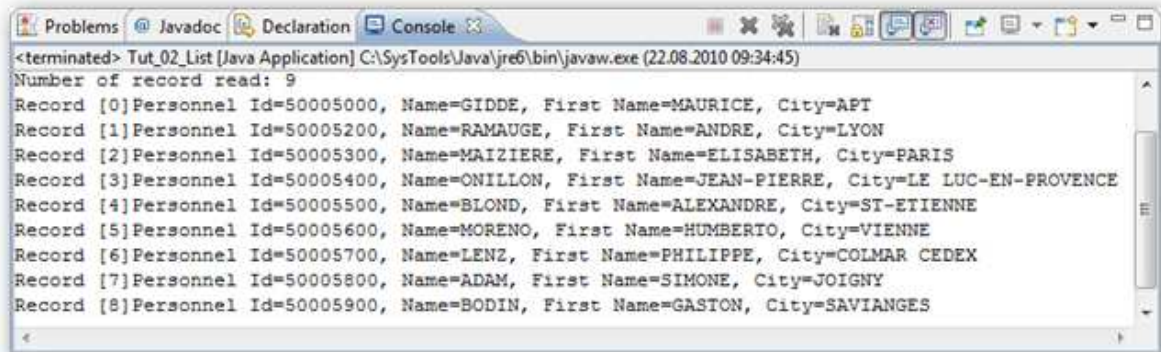 Problems @ Javadoc Declaration Console
<terminated> Tut_02_List [Java Application] C:\SysTools\Java\jre6\bin\javaw.exe (22.08.2010 09:34:45)
Number of record read: 9
Record [0]Personnel Id=50005000, Name=GIDDE, First Name=MAURICE, City=APT
Record [1]Personnel Id=50005200, Name=RAMAUGE, First Name=ANDRE, City=LYON
Record [2]Personnel Id=50005300, Name=MAIZIERE, First Name=ELISABETH, City=PARIS
Record [3]Personnel Id=50005400, Name=ONILLON, First Name=JEAN-PIERRE, City=LE LUC-EN-PROVENCE
Record [4]Personnel Id=50005500, Name=BLOND, First Name=ALEXANDRE, City=ST-ETIENNE
Record [5]Personnel Id=50005600, Name=MORENO, First Name=HUMBERTO, City=VIENNE
Record [6]Personnel Id=50005700, Name=LENZ, First Name=PHILIPPE, City=COLMAR CEDEX
Record [7]Personnel Id=50005800, Name=ADAM, First Name=SIMONE, City=JOIGNY
Record [8]Personnel Id=50005900, Name=BODIN, First Name=GASTON, City=SAVIANGES